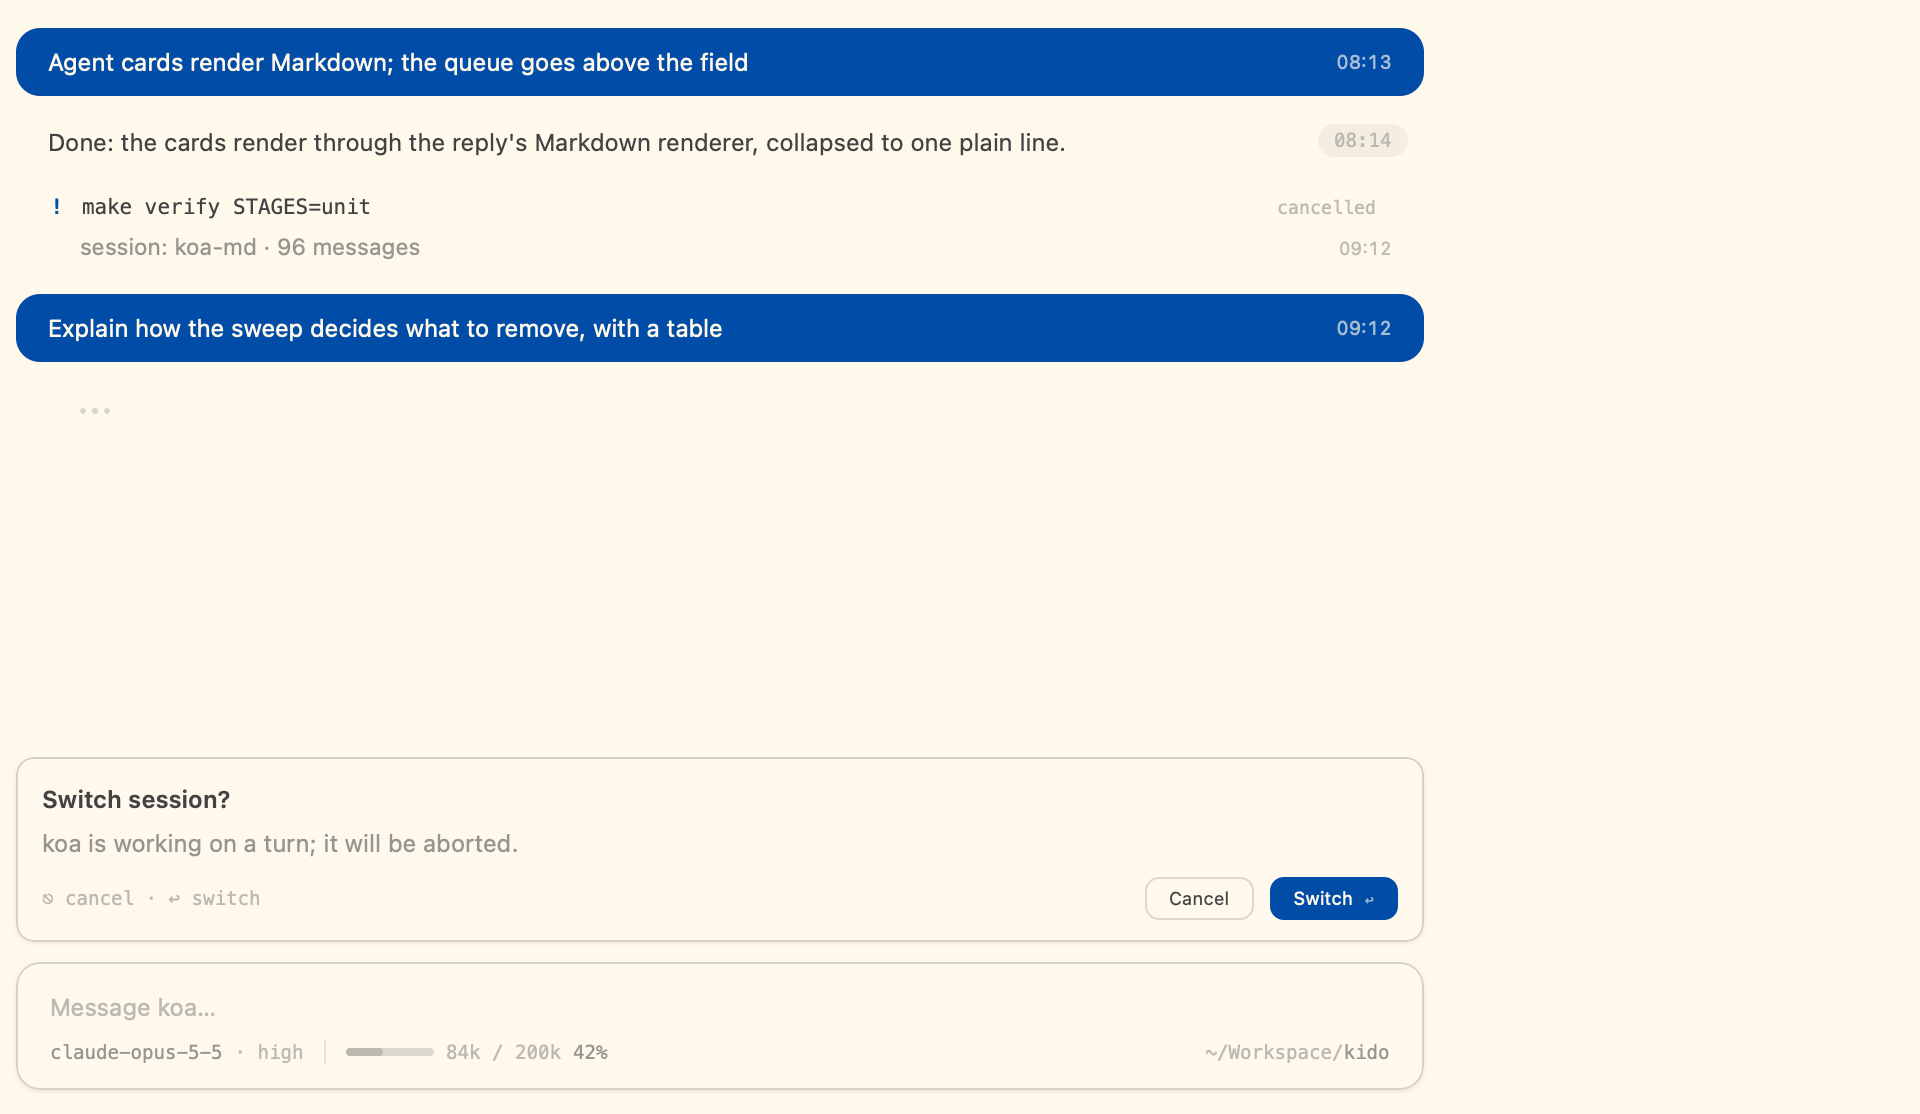 Agent cards render Markdown; the queue goes above the field 08:13
Done: the cards render through the reply's Markdown renderer, collapsed to one plain line. 08:14
! make verify STAGES=unit cancelled
session: koa-md · 96 messages 09:12
Explain how the sweep decides what to remove, with a table 09:12
Switch session?
koa is working on a turn; it will be aborted.
⎋ cancel · ↩ switch Cancel Switch ↩
Message koa…
claude-opus-5-5 · high 84k / 200k 42% ~/Workspace/kido